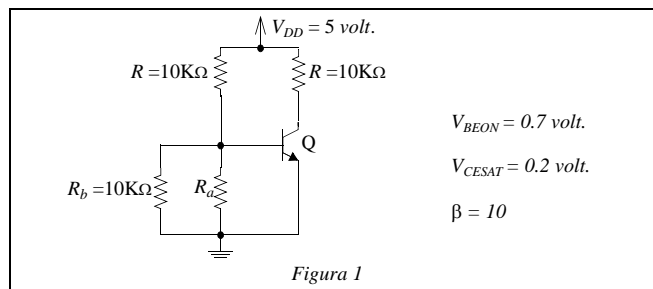 V_DD = 5 volt.
R =10KΩ
R =10KΩ
V_BEON = 0.7 volt.
Q
V_CESAT = 0.2 volt.
R_b =10KΩ
R_a
β = 10
Figura 1